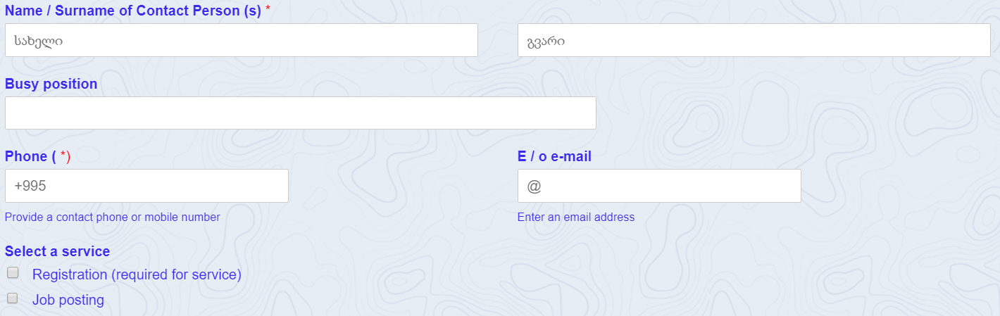 Name / Surname of Contact Person (s) *
სახელი გვარი
Busy position
Phone ( *) E / o e-mail
+995 @
Provide a contact phone or mobile number Enter an email address
Select a service
Registration (required for service)
Job posting